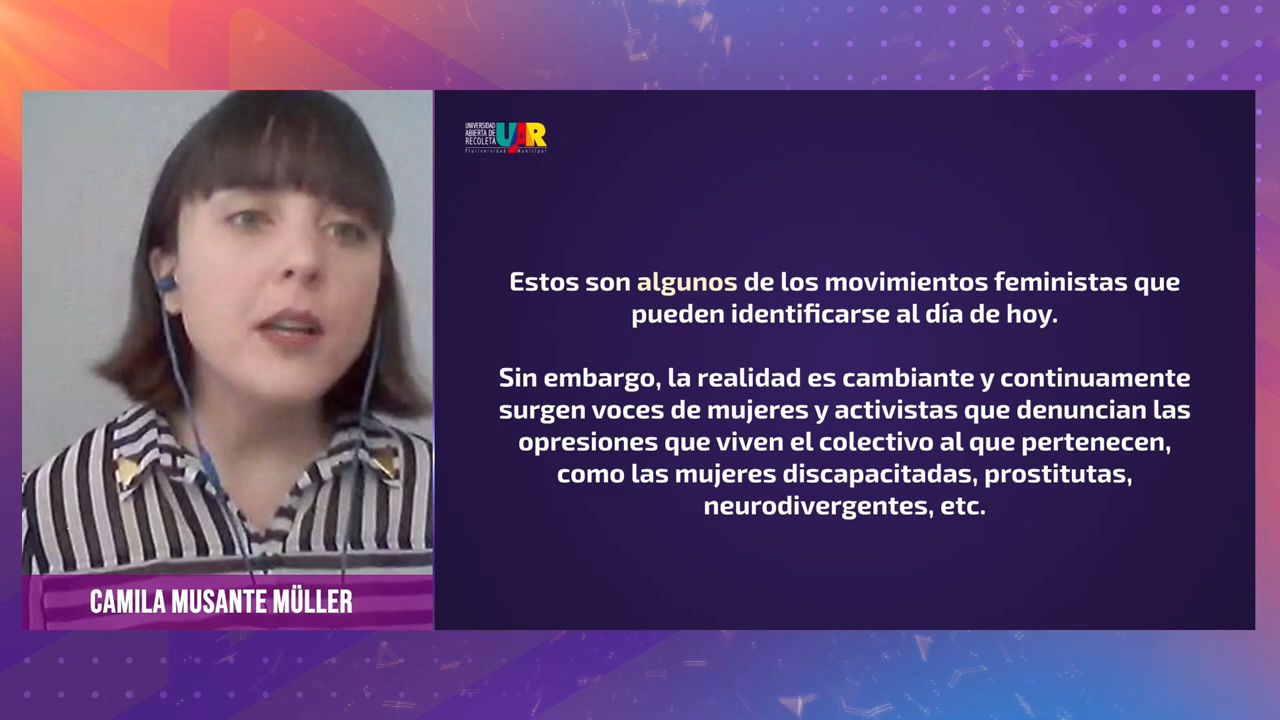 UNIVERSIDAD
ABIERTA DE
RECOLETA
UAR
Pluriversidad Municipal
Estos son algunos de los movimientos feministas que
pueden identificarse al día de hoy.
Sin embargo, la realidad es cambiante y continuamente
surgen voces de mujeres y activistas que denuncian las
opresiones que viven el colectivo al que pertenecen,
como las mujeres discapacitadas, prostitutas,
neurodivergentes, etc.
CAMILA MUSANTE MÜLLER